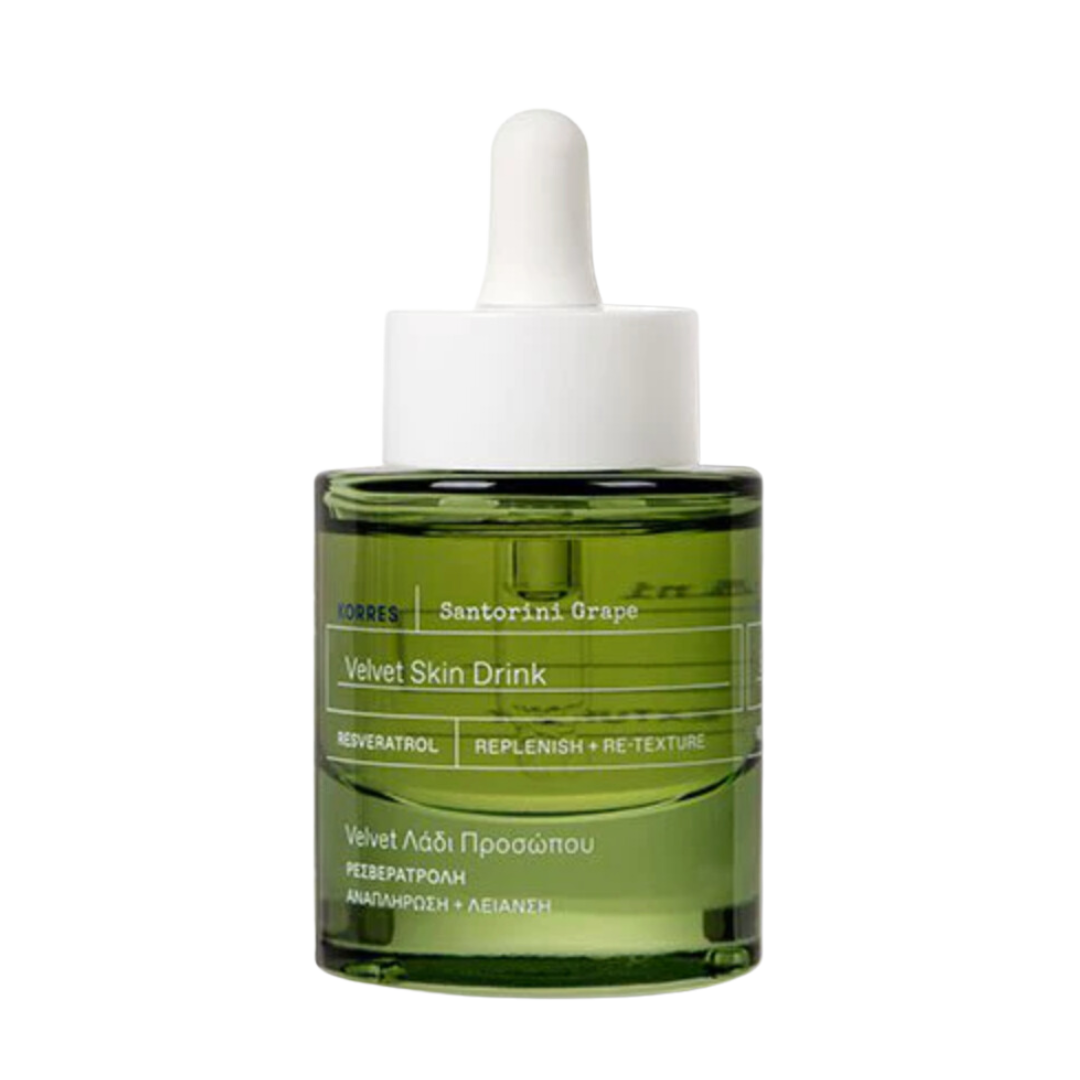 KORRES | Santorini Grape
Velvet Skin Drink
RESVERATROL | REPLENISH + RE-TEXTURE
Velvet Λάδι Προσώπου
ΡΕΣΒΕΡΑΤΡΟΛΗ
ΑΝΑΠΛΗΡΩΣΗ + ΛΕΙΑΝΣΗ